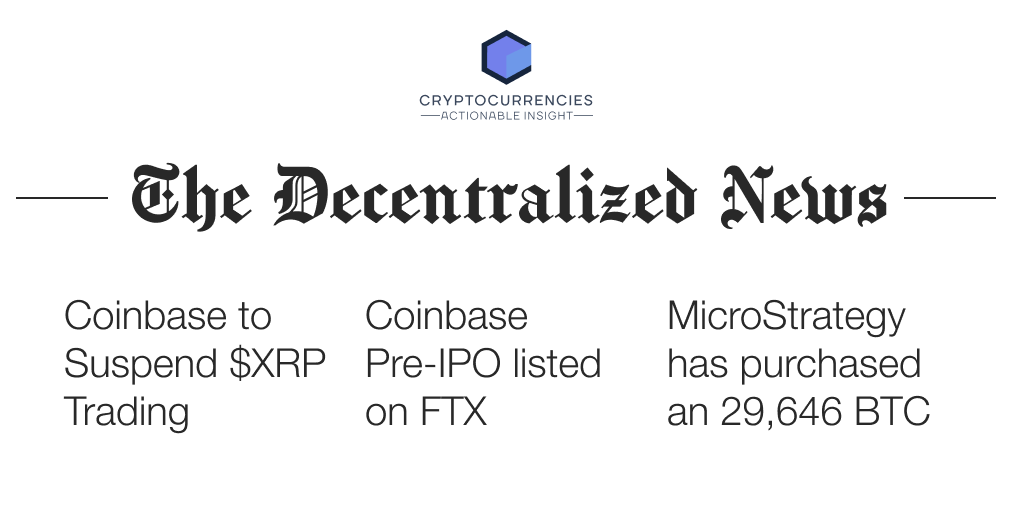 CRYPTOCURRENCIES
ACTIONABLE INSIGHT
The Decentralized News
Coinbase to
Suspend $XRP
Trading
Coinbase
Pre-IPO listed
on FTX
MicroStrategy
has purchased
an 29,646 BTC